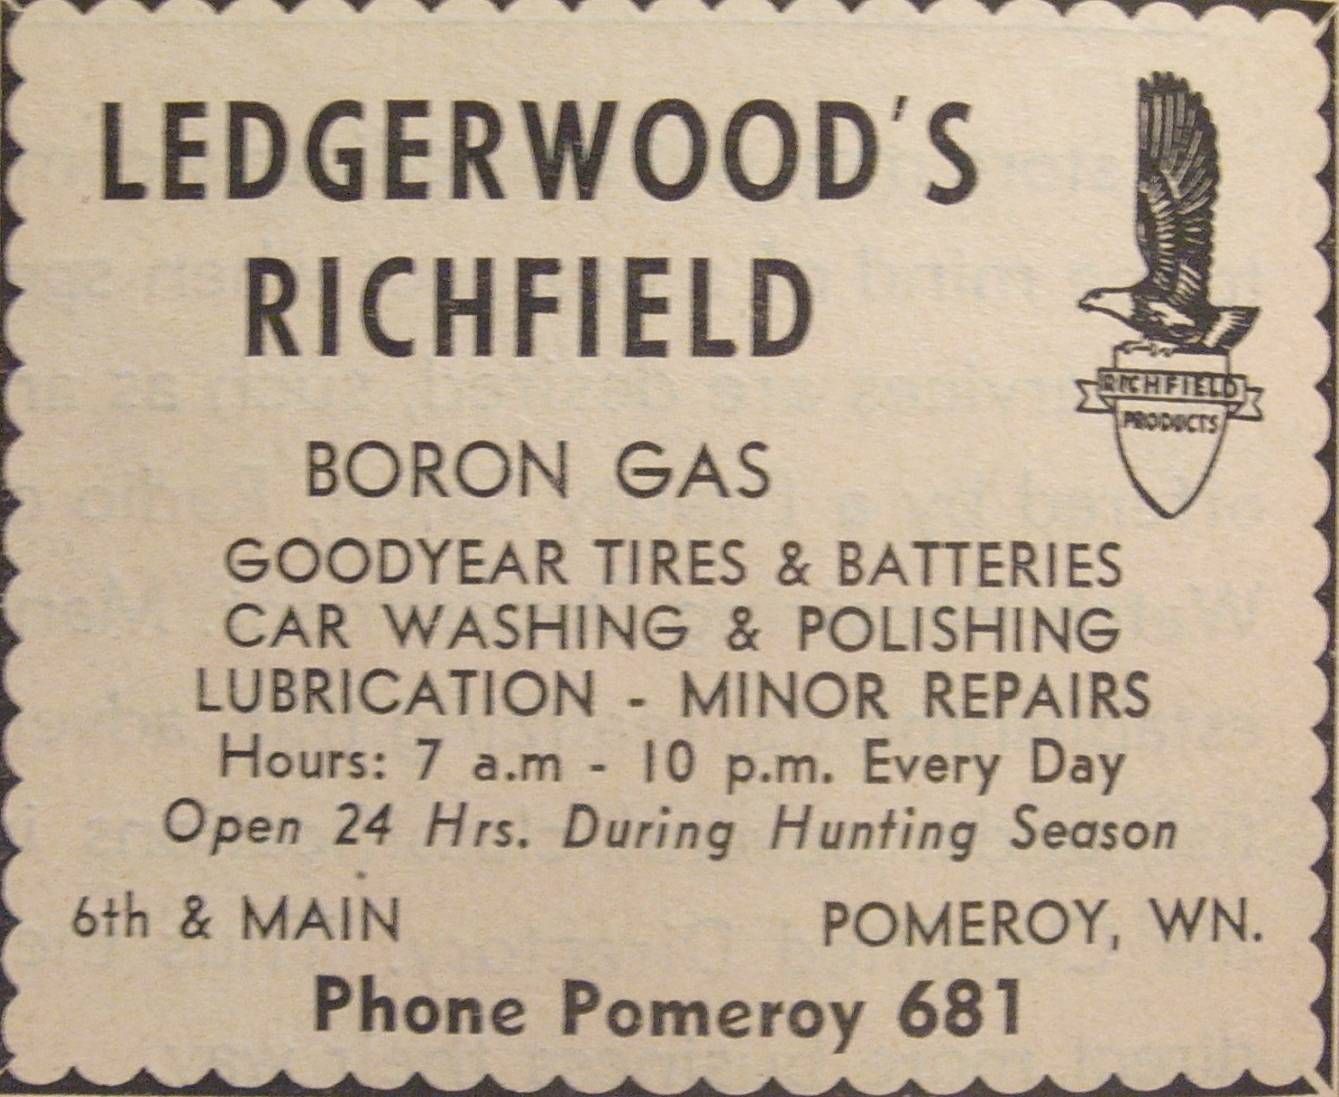 LEDGERWOOD'S
RICHFIELD
RICHFIELD
PRODUCTS
BORON GAS
GOODYEAR TIRES & BATTERIES
CAR WASHING & POLISHING
LUBRICATION - MINOR REPAIRS
Hours: 7 a.m - 10 p.m. Every Day
Open 24 Hrs. During Hunting Season
6th & MAIN POMEROY, WN.
Phone Pomeroy 681